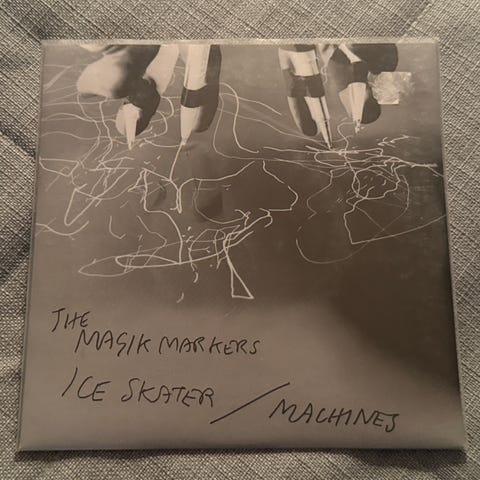 THE
MAGIK MARKERS
ICE SKATER / MACHINES